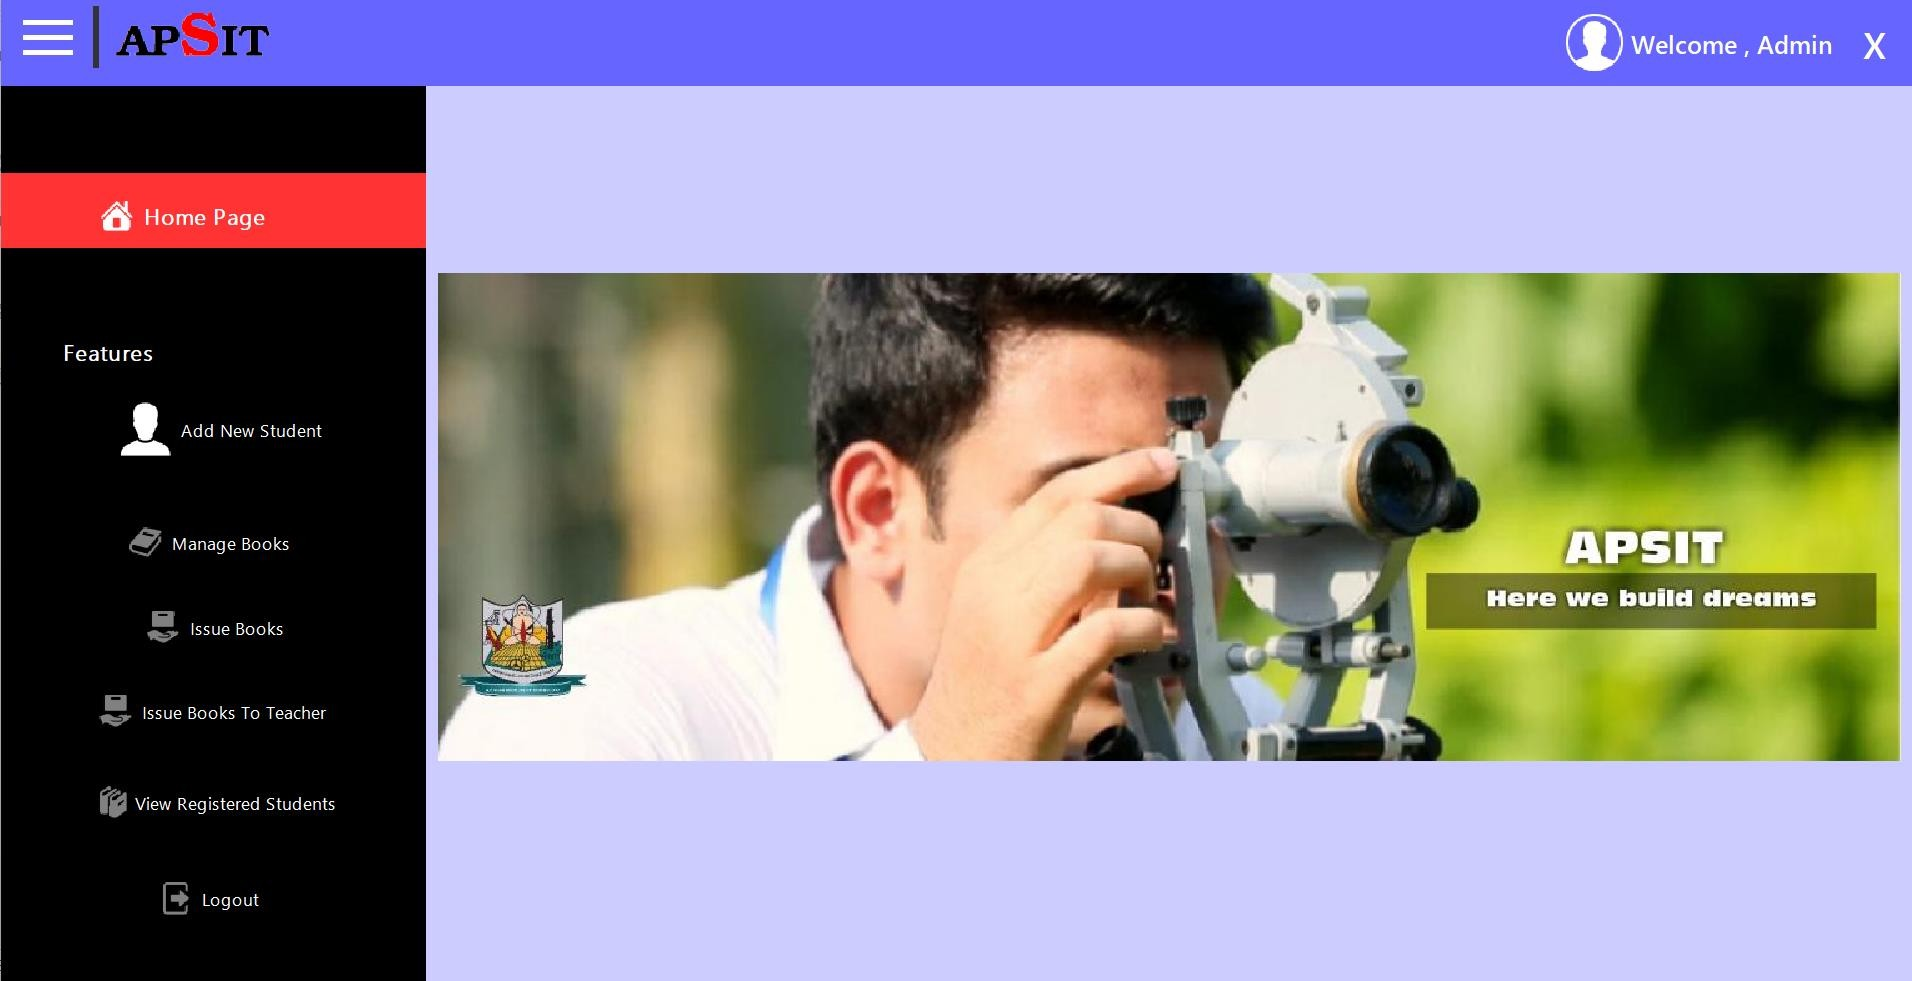 APSIT
Welcome , Admin
X
Home Page
Features
Add New Student
Manage Books
Issue Books
Issue Books To Teacher
View Registered Students
Logout
APSIT
Here we build dreams